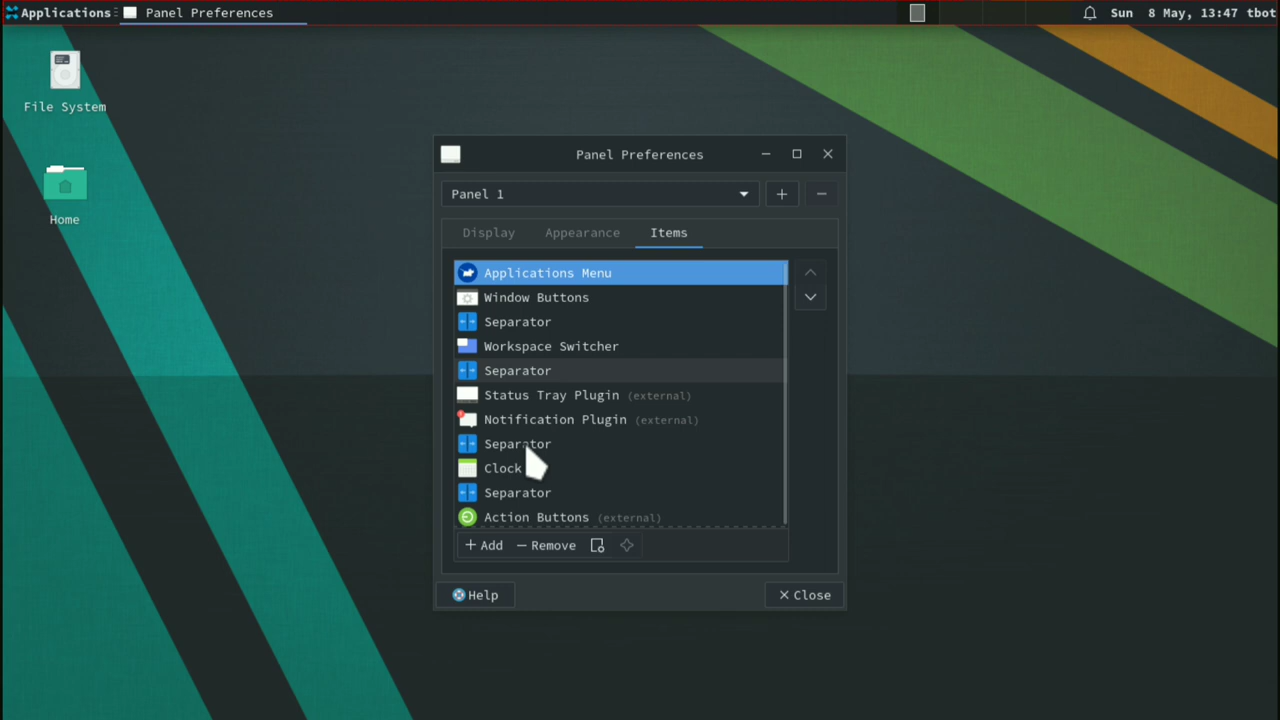 Applications Panel Preferences Sun 8 May, 13:47 tbot
File System
Home
Panel Preferences
Panel 1
Display Appearance Items
Applications Menu
Window Buttons
Separator
Workspace Switcher
Separator
Status Tray Plugin (external)
Notification Plugin (external)
Separator
Clock
Separator
Action Buttons (external)
Add Remove
Help Close